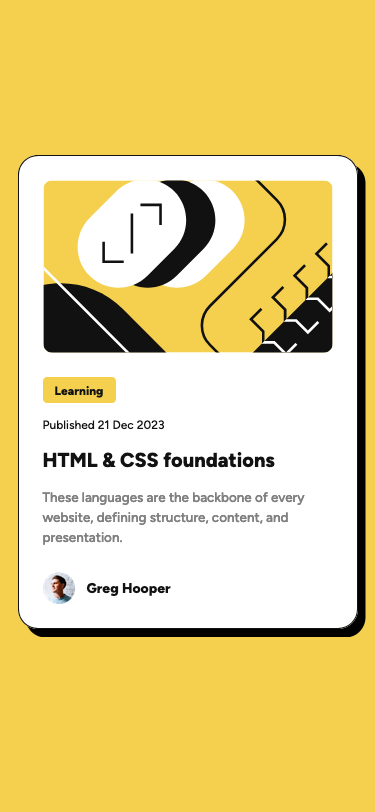 Learning
Published 21 Dec 2023
HTML & CSS foundations
These languages are the backbone of every
website, defining structure, content, and
presentation.
Greg Hooper